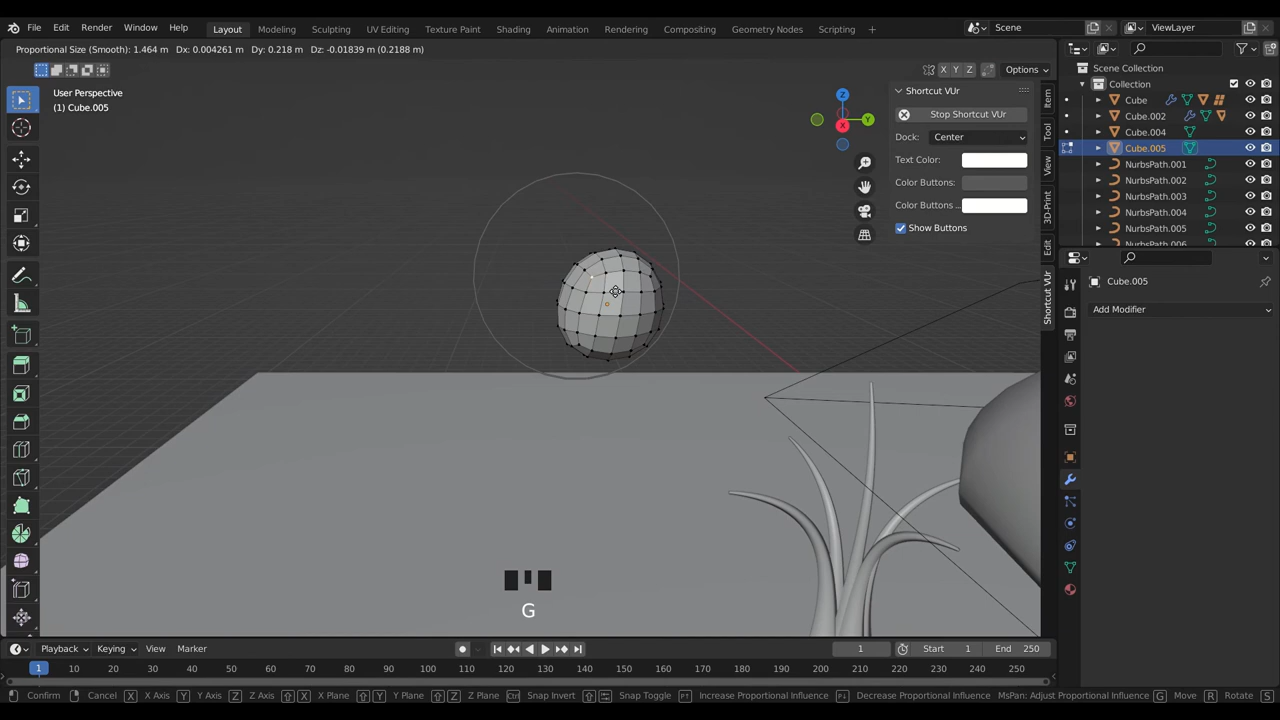 File Edit Render Window Help Layout Modeling Sculpting UV Editing Texture Paint Shading Animation Rendering Compositing Geometry Nodes Scripting Scene ViewLayer
Proportional Size (Smooth): 1.464 m Dx: 0.004261 m Dy: 0.218 m Dz: -0.01839 m (0.2188 m)
X Y Z Options
User Perspective
(1) Cube.005
Z
Y
X
Shortcut VUr
Stop Shortcut VUr
Dock: Center
Text Color:
Color Buttons:
Color Buttons ...
Show Buttons
Item
Tool
View
3D-Print
Edit
Shortcut VUr
Scene Collection
Collection
Cube
Cube.002
Cube.004
Cube.005
NurbsPath.001
NurbsPath.002
NurbsPath.003
NurbsPath.004
NurbsPath.005
NurbsPath.006
Cube.005
Add Modifier
G
Playback Keying View Marker 1 Start 1 End 250
1 10 20 30 40 50 60 70 80 90 100 110 120 130 140 150 160 170 180 190 200 210 220 230 240 250
Confirm Cancel X X Axis Y Y Axis Z Z Axis X X Plane Y Y Plane Z Z Plane Ctrl Snap Invert Snap Toggle Increase Proportional Influence Decrease Proportional Influence MsPan: Adjust Proportional Influence G Move R Rotate S